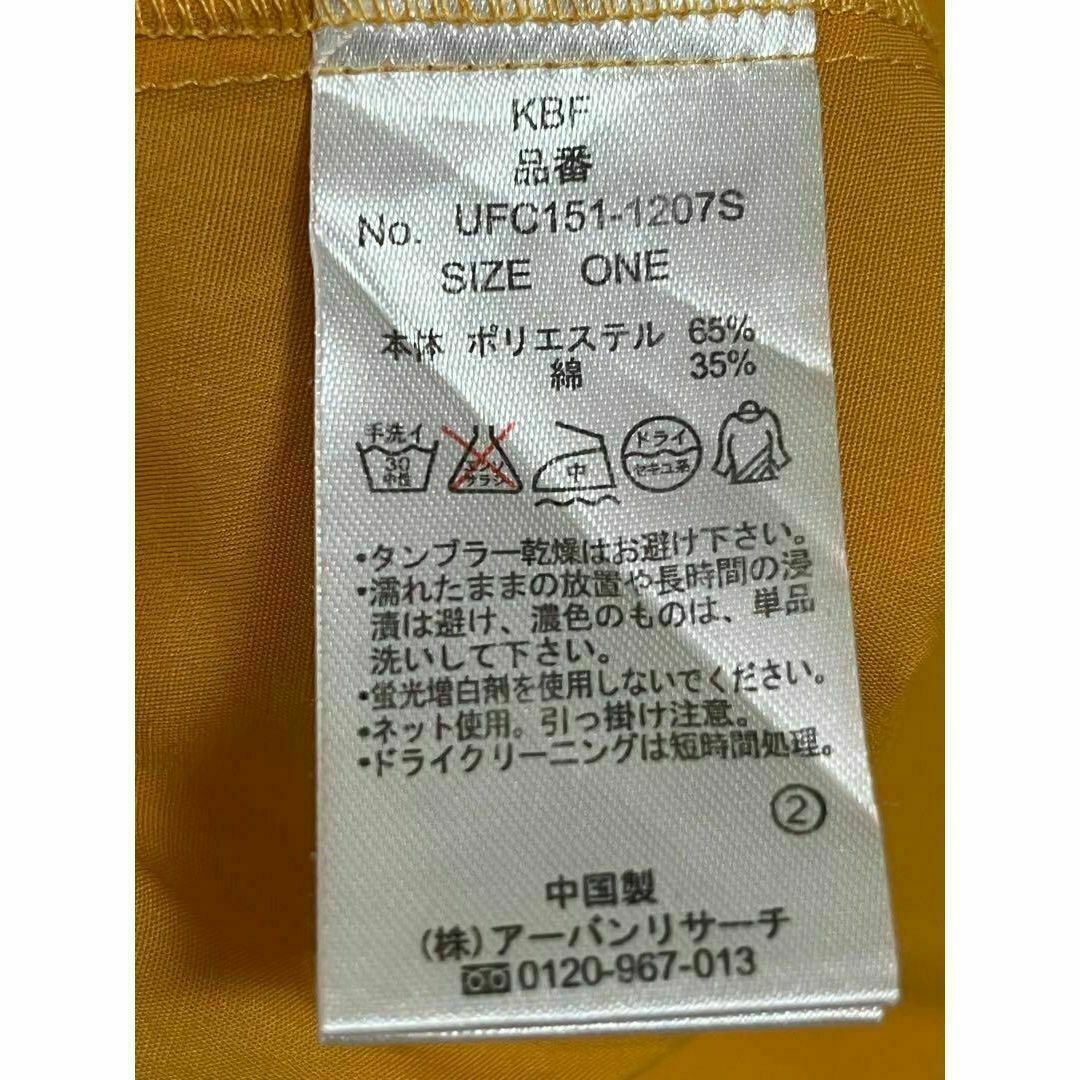 KBF
品番
No. UFC151-1207S
SIZE ONE
本体 ポリエステル 65%
綿 35%
手洗イ
30
中性
エンソ
サラシ
中
ドライ
セキユ系
・タンブラー乾燥はお避け下さい。
・濡れたままの放置や長時間の浸
漬は避け、濃色のものは、単品
洗いして下さい。
・蛍光増白剤を使用しないでください。
・ネット使用。引っ掛け注意。
・ドライクリーニングは短時間処理。
②
中国製
(株)アーバンリサーチ
0120-967-013